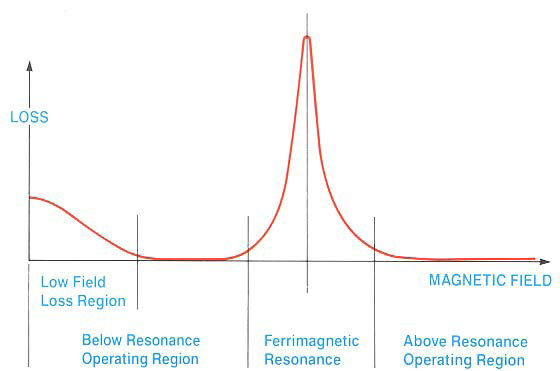 LOSS
MAGNETIC FIELD
Low Field
Loss Region
Below Resonance
Operating Region
Ferrimagnetic
Resonance
Above Resonance
Operating Region